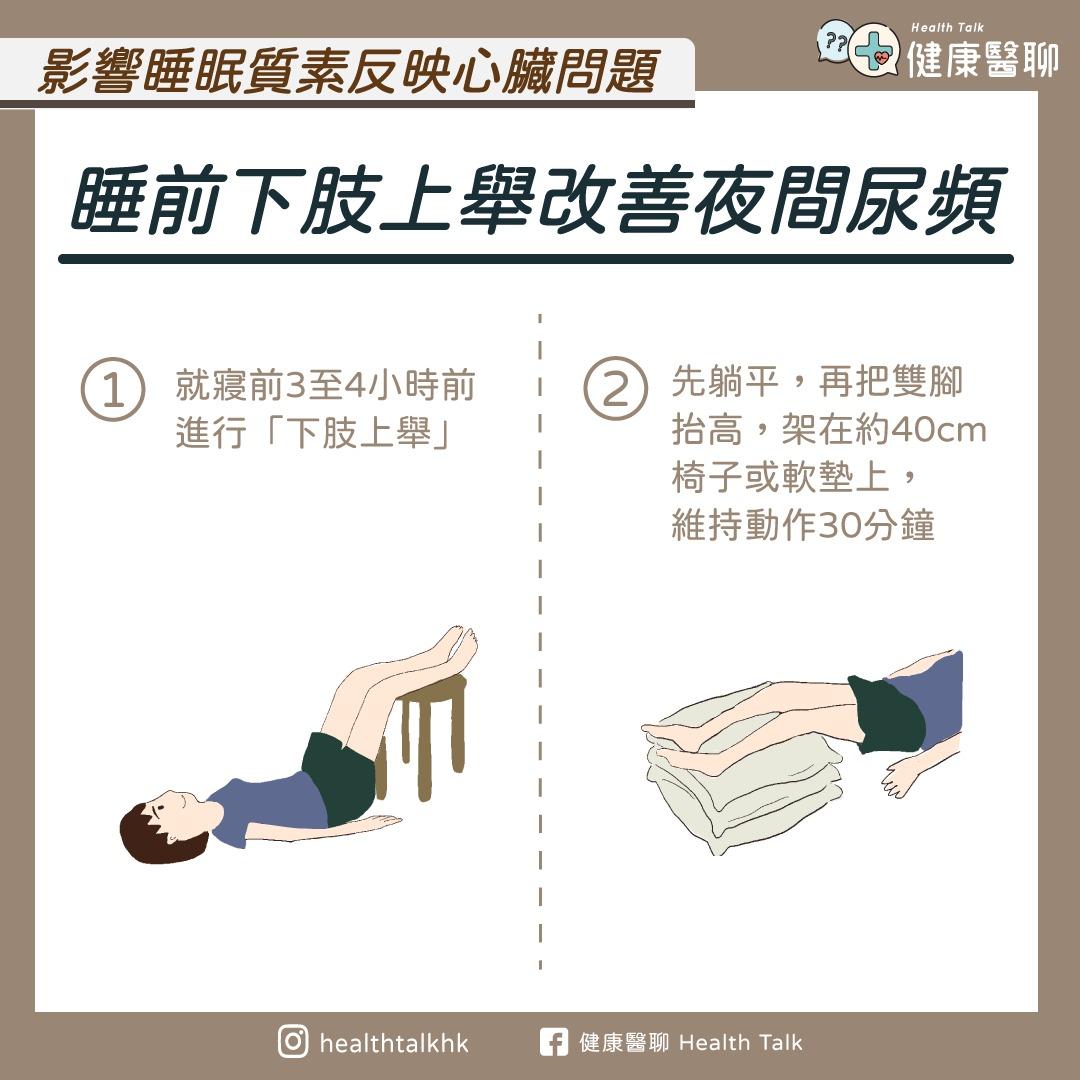 影響睡眠質素反映心臟問題
??
Health Talk
健康醫聊
睡前下肢上舉改善夜間尿頻
1
就寢前3至4小時前
進行「下肢上舉」
2
先躺平，再把雙腳
抬高，架在約40cm
椅子或軟墊上，
維持動作30分鐘
healthtalkhk
健康醫聊 Health Talk